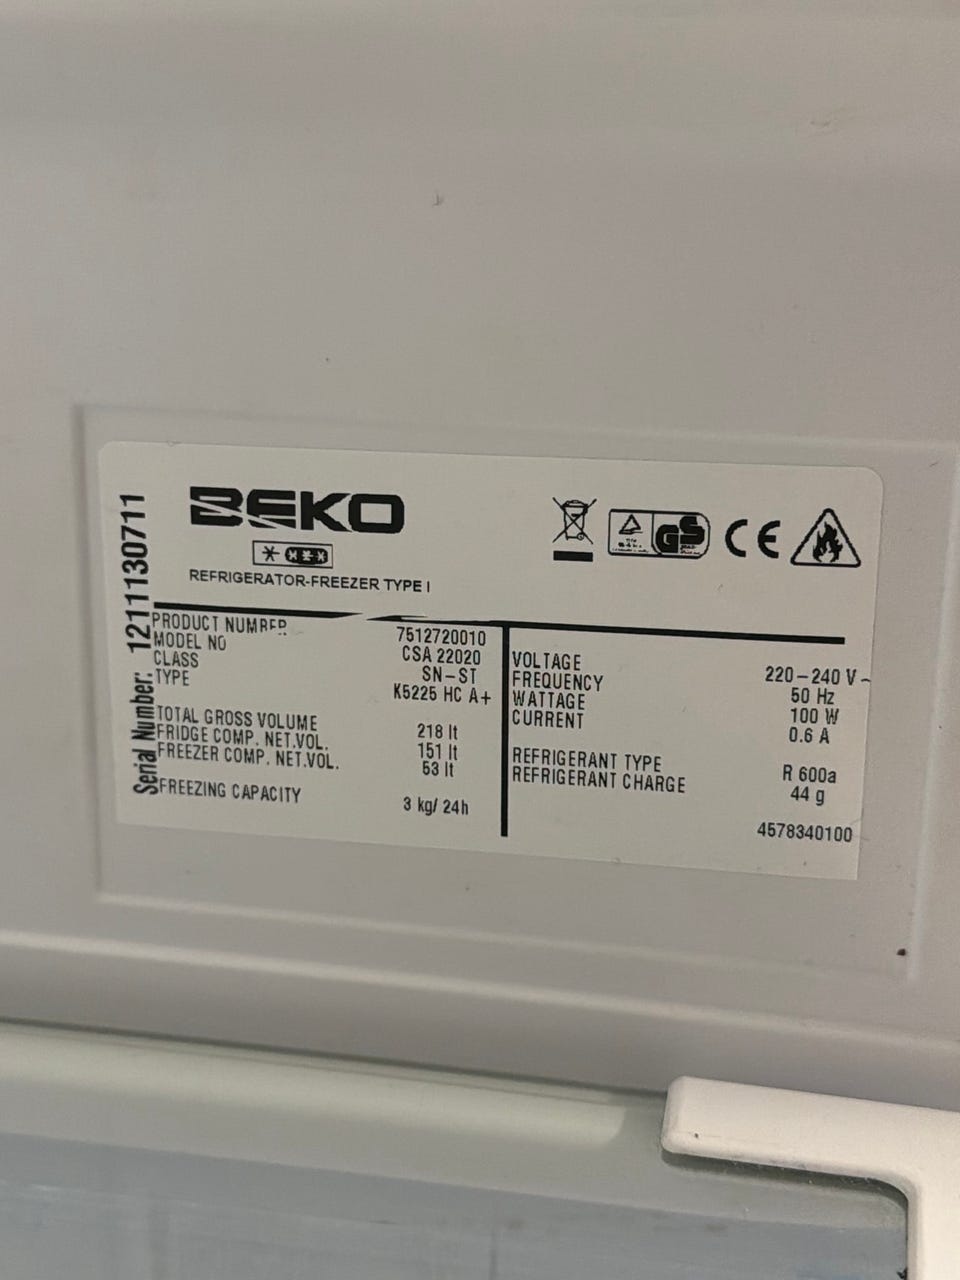 BEKO
REFRIGERATOR-FREEZER TYPE I
Serial Number: 1211130711
PRODUCT NUMBER 7512720010
MODEL NO CSA 22020
CLASS SN-ST
TYPE K5225 HC A+
TOTAL GROSS VOLUME 218 lt
FRIDGE COMP. NET.VOL. 151 lt
FREEZER COMP. NET.VOL. 53 lt
FREEZING CAPACITY 3 kg/ 24h
GS
CE
VOLTAGE 220-240 V~
FREQUENCY 50 Hz
WATTAGE 100 W
CURRENT 0.6 A
REFRIGERANT TYPE R 600a
REFRIGERANT CHARGE 44 g
4578340100